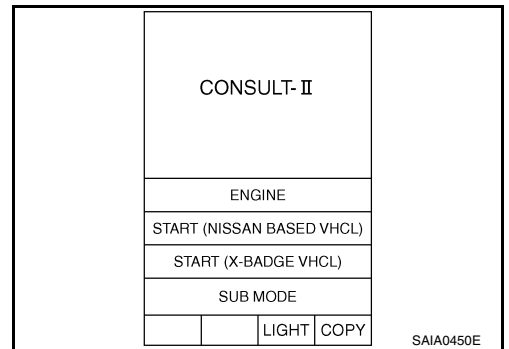 CONSULT-II
ENGINE
START (NISSAN BASED VHCL)
START (X-BADGE VHCL)
SUB MODE
LIGHT COPY
SAIA0450E